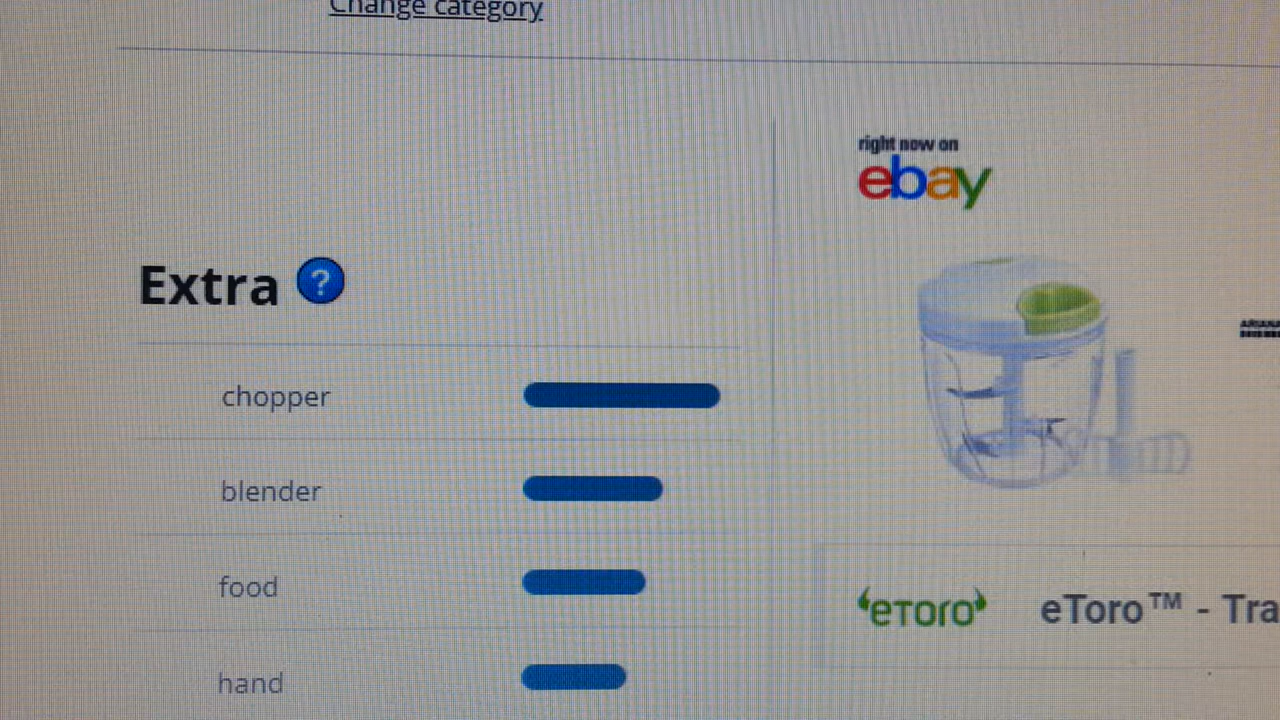 Change category
right now on
ebay
Extra ?
chopper
blender
food
hand
eToro
eToro™ - Tra